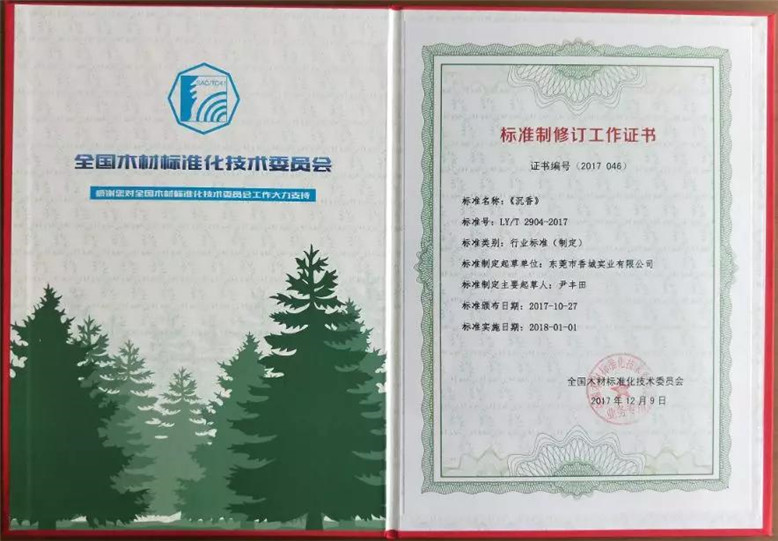 SAC/TC41
全国木材标准化技术委员会
感谢您对全国木材标准化技术委员会工作大力支持
标准制修订工作证书
证书编号（2017 046）
标准名称：《沉香》
标准号：LY/T 2904-2017
标准类别：行业标准（制定）
标准制定起草单位：东莞市香城实业有限公司
标准制定主要起草人：尹丰田
标准颁布日期：2017-10-27
标准实施日期：2018-01-01
全国木材标准化技术委员会
2017年12月9日